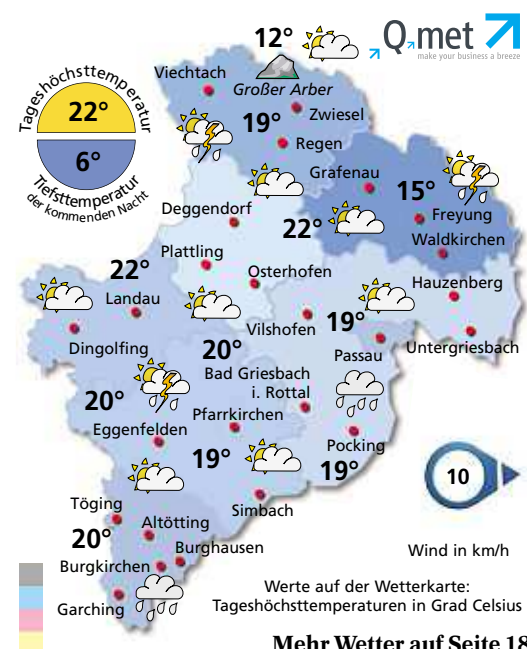 12°
Q.met
make your business a breeze
Tageshöchsttemperatur
22°
6°
Tiefsttemperatur
der kommenden Nacht
Viechtach
Großer Arber
Zwiesel
19°
Regen
Grafenau
15°
Freyung
Waldkirchen
Deggendorf
22°
Plattling
22°
Osterhofen
Hauzenberg
Landau
Vilshofen
19°
Dingolfing
20°
Passau
Untergriesbach
Bad Griesbach
i. Rottal
20°
Pfarrkirchen
Eggenfelden
Pocking
19°
19°
10
Simbach
Töging
Altötting
20°
Burghausen
Wind in km/h
Burgkirchen
Garching
Werte auf der Wetterkarte:
Tageshöchsttemperaturen in Grad Celsius
Mehr Wetter auf Seite 18